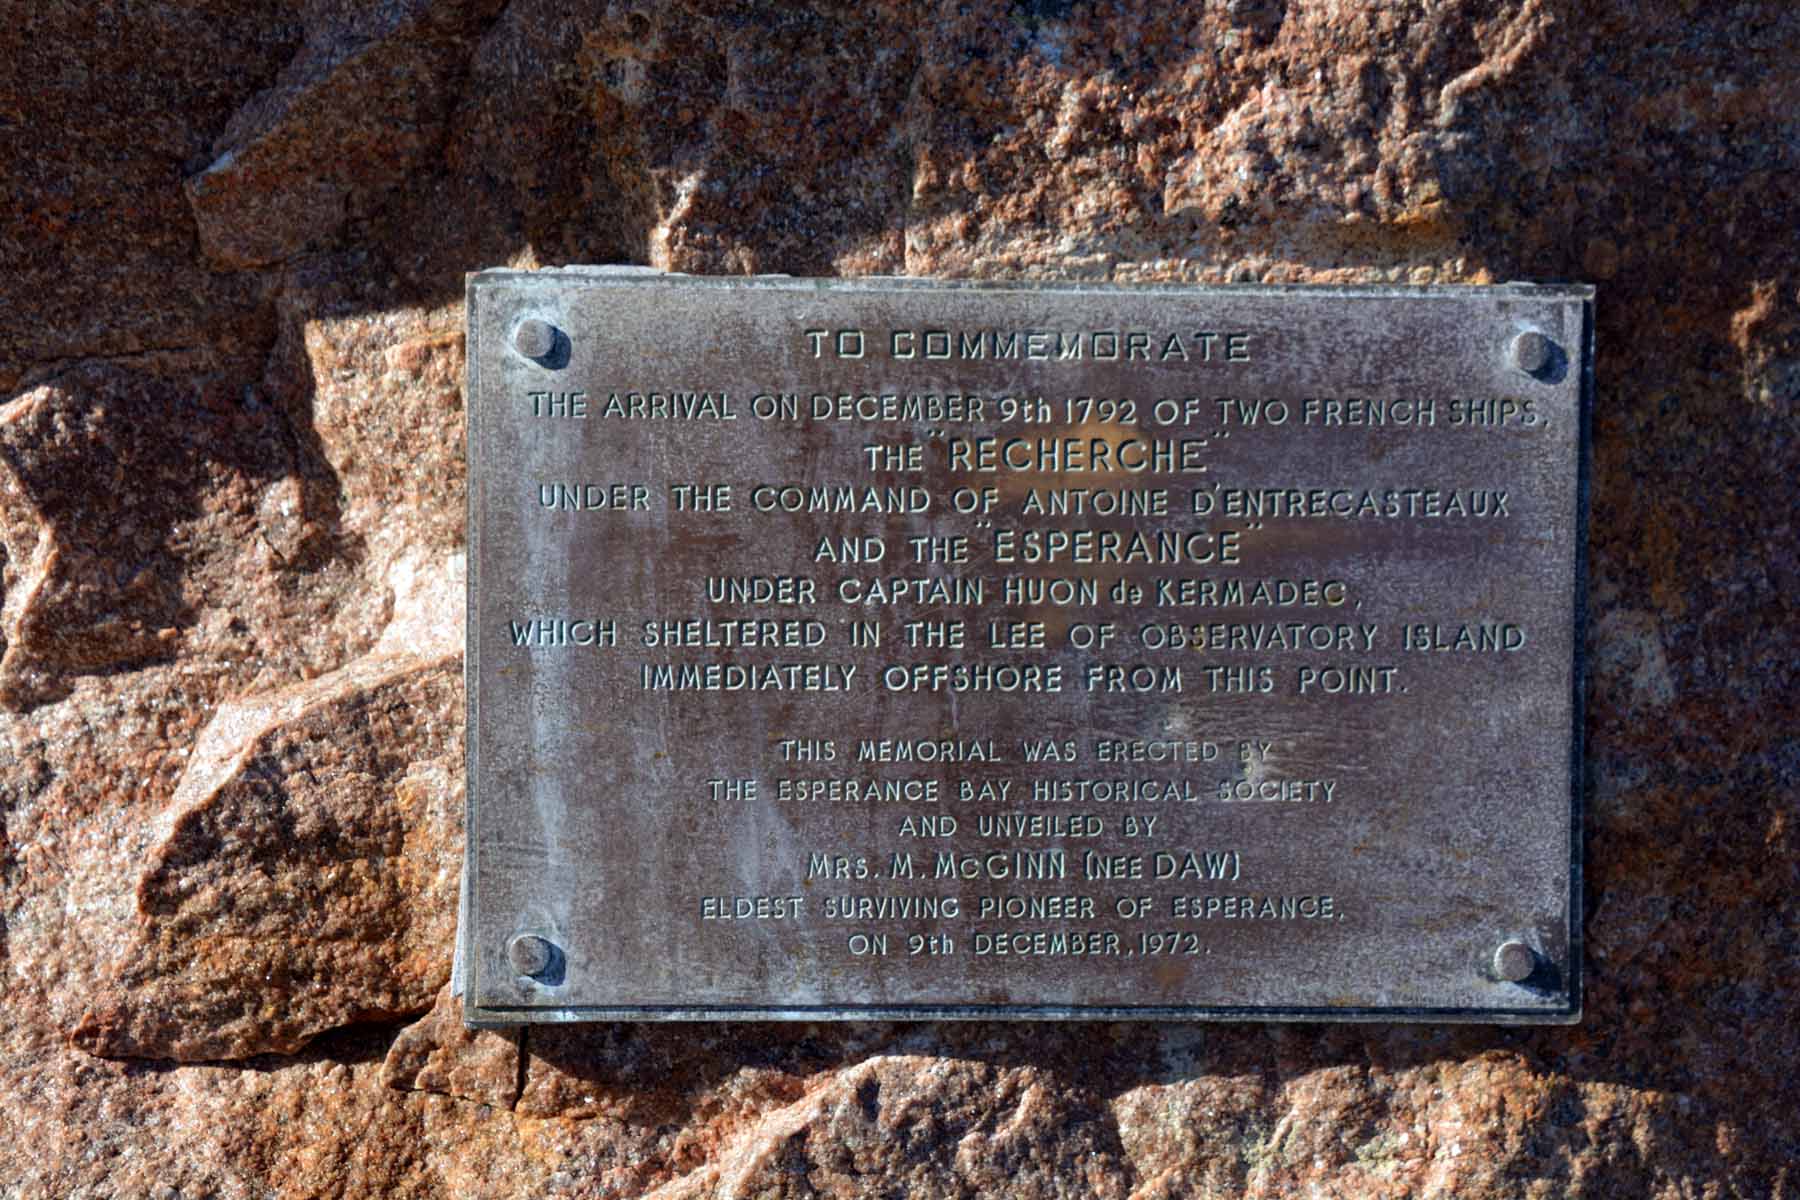 TO COMMEMORATE
THE ARRIVAL ON DECEMBER 9th 1792 OF TWO FRENCH SHIPS,
THE "RECHERCHE"
UNDER THE COMMAND OF ANTOINE D'ENTRECASTEAUX
AND THE "ESPERANCE"
UNDER CAPTAIN HUON de KERMADEC,
WHICH SHELTERED IN THE LEE OF OBSERVATORY ISLAND
IMMEDIATELY OFFSHORE FROM THIS POINT.
THIS MEMORIAL WAS ERECTED BY
THE ESPERANCE BAY HISTORICAL SOCIETY
AND UNVEILED BY
MRS. M. McGINN (NEE DAW)
ELDEST SURVIVING PIONEER OF ESPERANCE,
ON 9th DECEMBER, 1972.